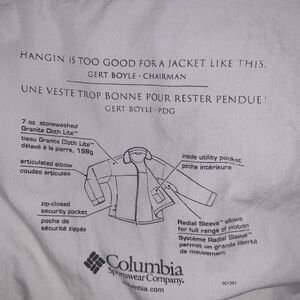 HANGIN' IS TOO GOOD FOR A JACKET LIKE THIS.
GERT BOYLE - CHAIRMAN
UNE VESTE TROP BONNE POUR RESTER PENDUE!
GERT BOYLE - PDG
7 oz. stonewashed
Granite Cloth Lite™
tissu Granite Cloth Lite™
délavé à la pierre, 198g
articulated elbow
coudes articulés
zip-closed
security pocket
poche de
sécurité zippée
inside utility pocket
poche intérieure
Radial Sleeve™ allows
for full range of motion
Système Radial Sleeve™
permet un grande liberté
de mouvement
Columbia
Sportswear Company®
umbia.com